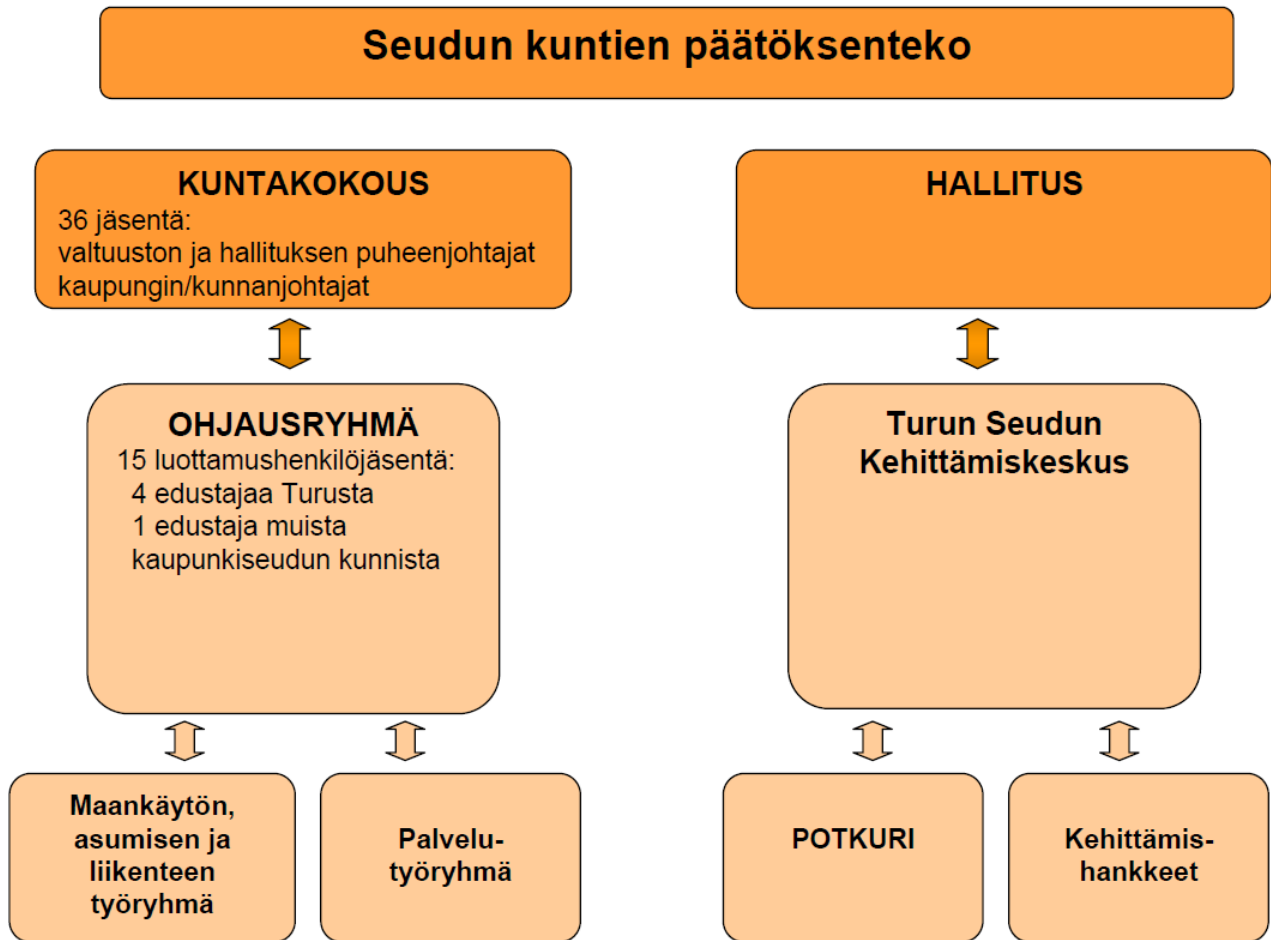 Seudun kuntien päätöksenteko
KUNTAKOKOUS
36 jäsentä:
valtuuston ja hallituksen puheenjohtajat
kaupungin/kunnanjohtajat
HALLITUS
OHJAUSRYHMÄ
15 luottamushenkilöjäsentä:
4 edustajaa Turusta
1 edustaja muista
kaupunkiseudun kunnista
Turun Seudun
Kehittämiskeskus
Maankäytön,
asumisen ja
liikenteen
työryhmä
Palvelu-
työryhmä
POTKURI
Kehittämis-
hankkeet